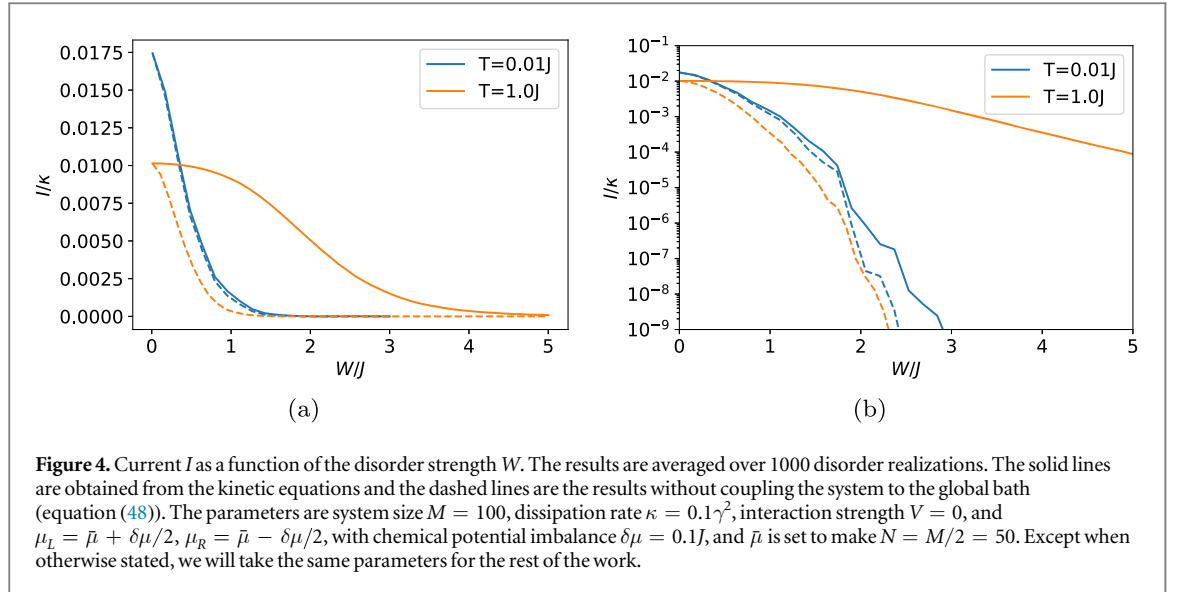 0.0175
0.0150
0.0125
0.0100
0.0075
0.0050
0.0025
0.0000
I/κ
0 1 2 3 4 5
W/J
T=0.01J
T=1.0J
(a)
10⁻¹
10⁻²
10⁻³
10⁻⁴
10⁻⁵
10⁻⁶
10⁻⁷
10⁻⁸
10⁻⁹
I/κ
0 1 2 3 4 5
W/J
T=0.01J
T=1.0J
(b)
Figure 4. Current I as a function of the disorder strength W. The results are averaged over 1000 disorder realizations. The solid lines
are obtained from the kinetic equations and the dashed lines are the results without coupling the system to the global bath
(equation (48)). The parameters are system size M = 100, dissipation rate κ = 0.1γ², interaction strength V = 0, and
μ_L = μ̄ + δμ/2, μ_R = μ̄ − δμ/2, with chemical potential imbalance δμ = 0.1J, and μ̄ is set to make N = M/2 = 50. Except when
otherwise stated, we will take the same parameters for the rest of the work.